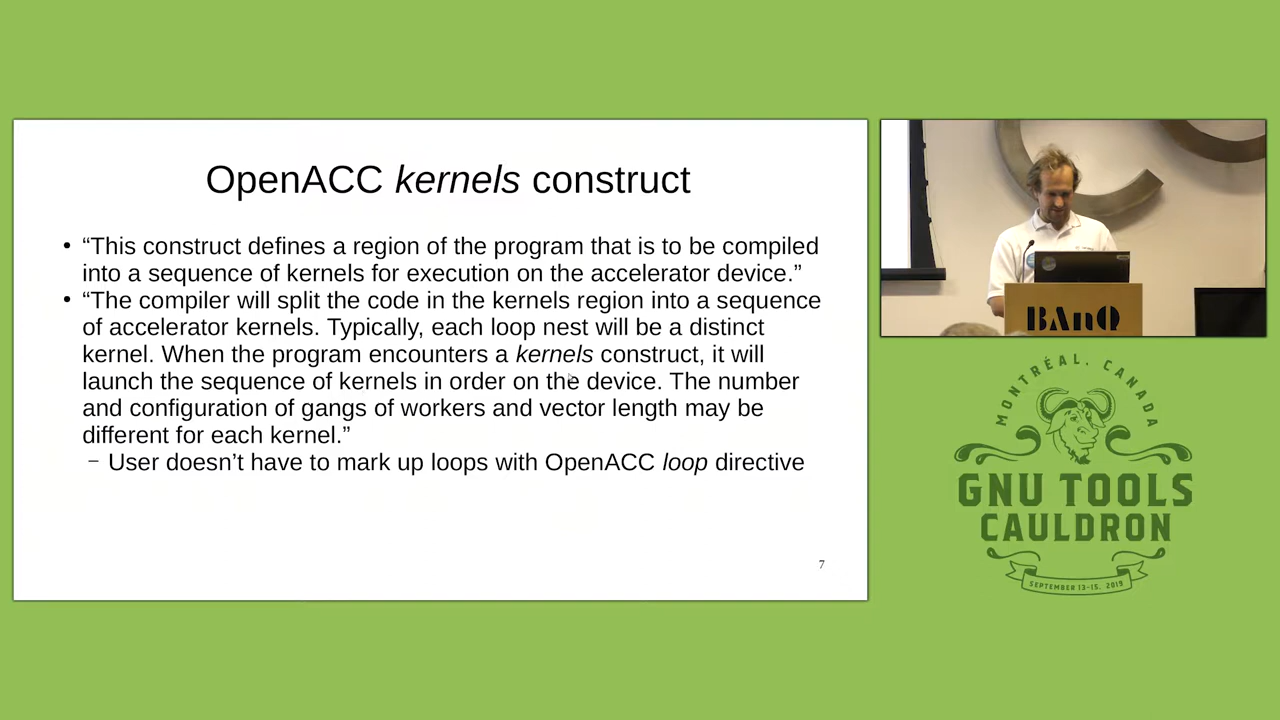 OpenACC kernels construct
• “This construct defines a region of the program that is to be compiled
into a sequence of kernels for execution on the accelerator device.”
• “The compiler will split the code in the kernels region into a sequence
of accelerator kernels. Typically, each loop nest will be a distinct
kernel. When the program encounters a kernels construct, it will
launch the sequence of kernels in order on the device. The number
and configuration of gangs of workers and vector length may be
different for each kernel.”
– User doesn’t have to mark up loops with OpenACC loop directive
7
BAnQ
MONTRÉAL, CANADA
GNU TOOLS
CAULDRON
SEPTEMBER 13-15, 2019